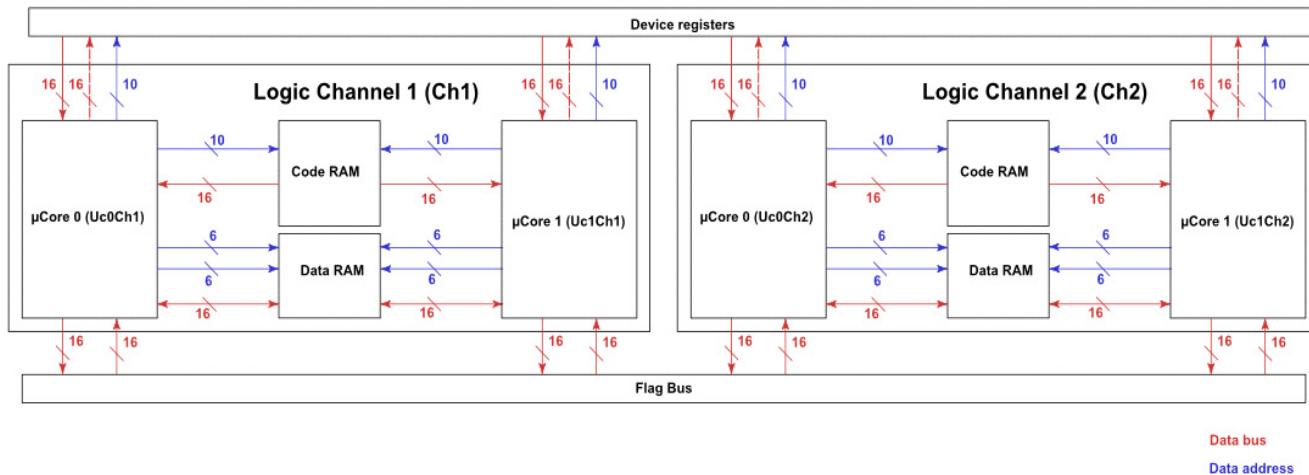 Device registers
16 16 10 16 16 10 16 16 10 16 16 10
Logic Channel 1 (Ch1) Logic Channel 2 (Ch2)
10 10 10 10
Code RAM Code RAM
16 16 16 16
µCore 0 (Uc0Ch1) µCore 1 (Uc1Ch1) µCore 0 (Uc0Ch2) µCore 1 (Uc1Ch2)
6 6 6 6
Data RAM Data RAM
6 6 6 6
16 16 16 16
16 16 16 16 16 16 16 16
Flag Bus
Data bus
Data address